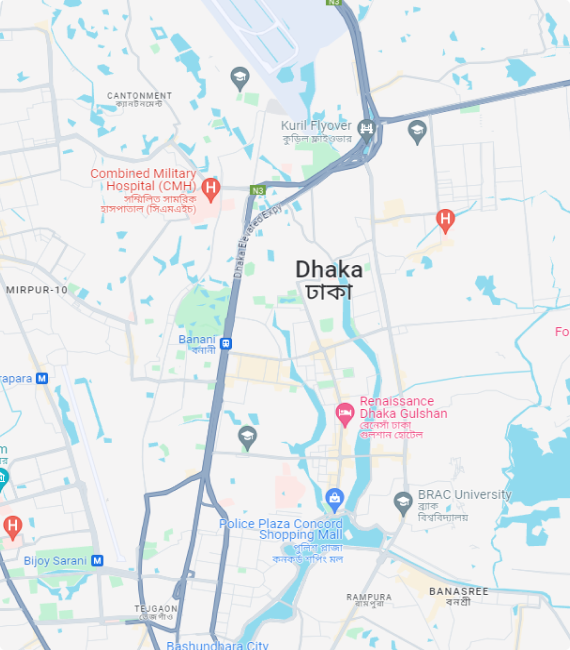 N3
CANTONMENT
ক্যানটনমেন্ট
Kuril Flyover
কুড়িল ফ্লাইওভার
Combined Military
Hospital (CMH)
সম্মিলিত সামরিক
হাসপাতাল (সিএমএইচ)
H
N3
H
Dhaka Elevated Expy
Dhaka
ঢাকা
MIRPUR-10
Banani
বনানী
Fo
rapara M
Renaissance
Dhaka Gulshan
রেনেসাঁ ঢাকা
গুলশান হোটেল
m
BRAC University
ব্র্যাক
বিশ্ববিদ্যালয়
H
Police Plaza Concord
Shopping Mall
পুলিশ প্লাজা
কনকর্ড শপিং মল
Bijoy Sarani M
RAMPURA
রামপুরা
BANASREE
বনশ্রী
TEJGAON
তেজগাঁও
Bashundhara City